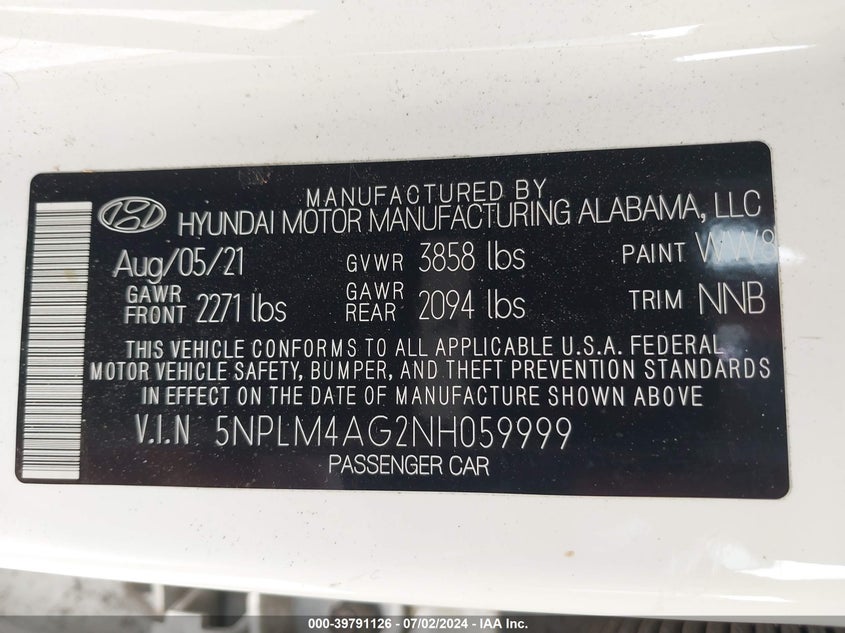 MANUFACTURED BY
HYUNDAI MOTOR MANUFACTURING ALABAMA, LLC
Aug/05/21 GVWR 3858 lbs PAINT WW8
GAWR FRONT 2271 lbs GAWR REAR 2094 lbs TRIM NNB
THIS VEHICLE CONFORMS TO ALL APPLICABLE U.S.A. FEDERAL
MOTOR VEHICLE SAFETY, BUMPER, AND THEFT PREVENTION STANDARDS
IN EFFECT ON THE DATE OF MANUFACTURE SHOWN ABOVE
V.I.N 5NPLM4AG2NH059999
PASSENGER CAR
000-39791126 - 07/02/2024 - IAA Inc.